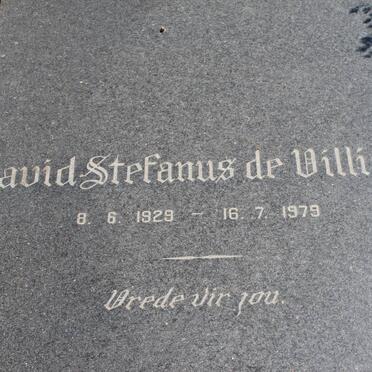 avid Stefanus de Villi
8. 6. 1929 — 16. 7. 1979
Vrede vir jou.